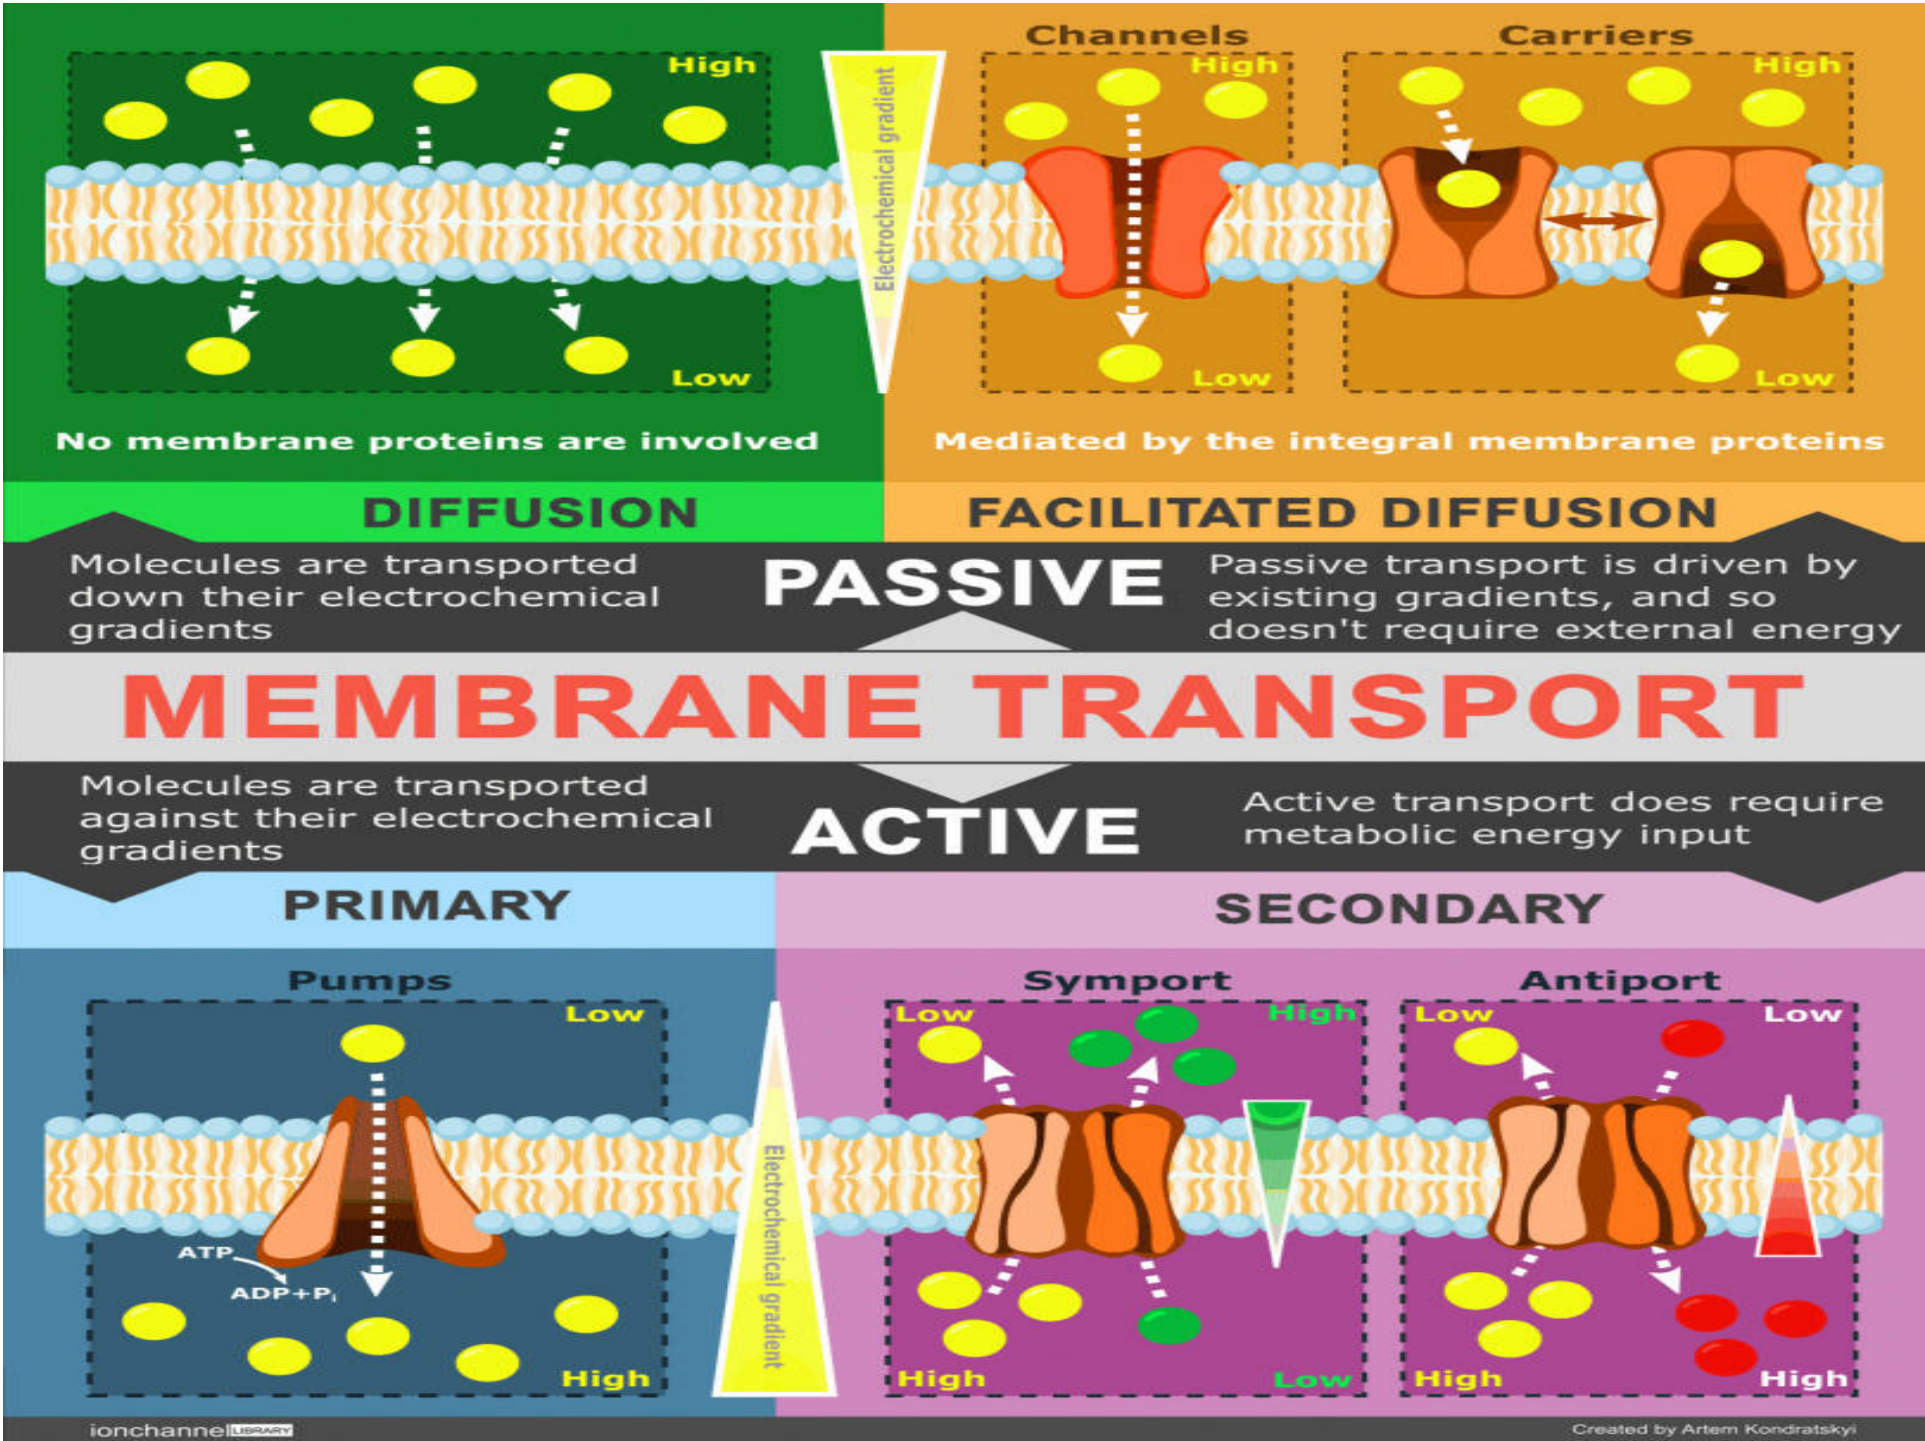 Channels
Carriers
High
High
High
Electrochemical gradient
Low
Low
Low
No membrane proteins are involved
Mediated by the integral membrane proteins
DIFFUSION
FACILITATED DIFFUSION
Molecules are transported
down their electrochemical
gradients
PASSIVE
Passive transport is driven by
existing gradients, and so
doesn't require external energy
MEMBRANE TRANSPORT
Molecules are transported
against their electrochemical
gradients
ACTIVE
Active transport does require
metabolic energy input
PRIMARY
SECONDARY
Pumps
Symport
Antiport
Low
Low
High
Low
Low
Electrochemical gradient
ATP
ADP+Pi
High
High
Low
High
High
ionchannel LIBRARY
Created by Artem Kondratskyi